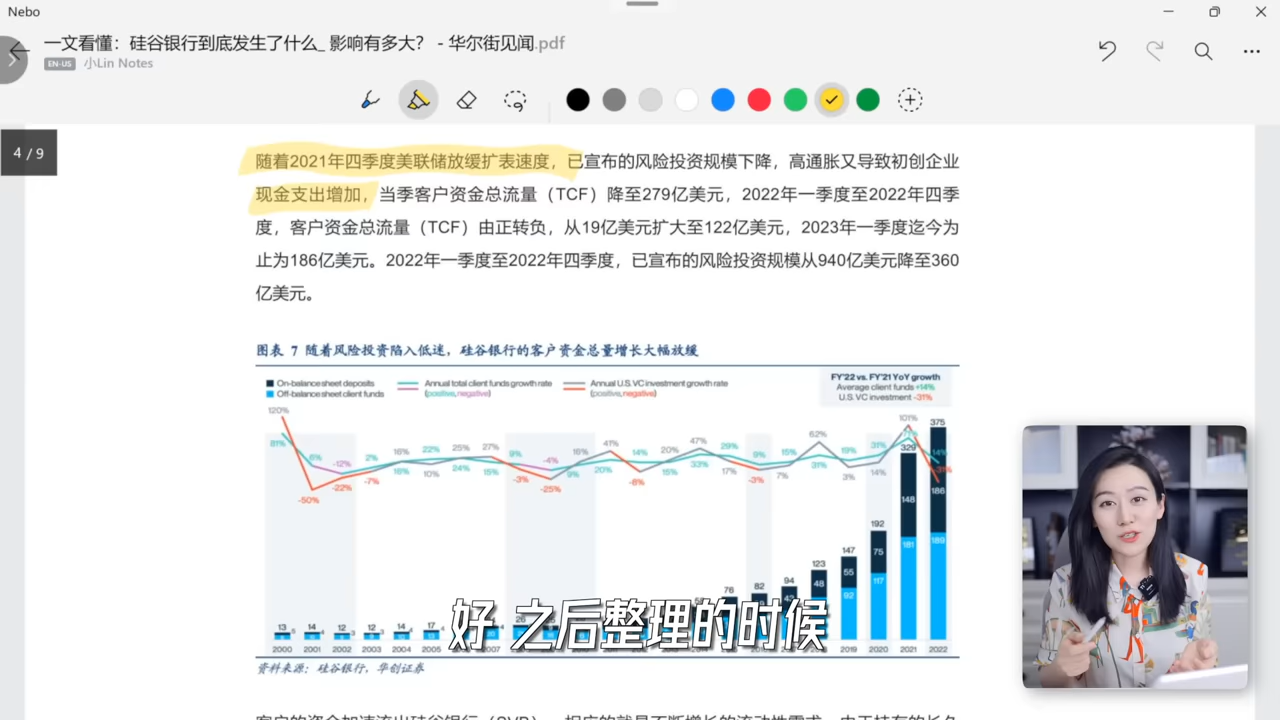 Nebo
一文看懂：硅谷银行到底发生了什么_ 影响有多大？ - 华尔街见闻.pdf
EN-US 小Lin Notes
4 / 9
随着2021年四季度美联储放缓扩表速度，已宣布的风险投资规模下降，高通胀又导致初创企业
现金支出增加，当季客户资金总流量（TCF）降至279亿美元，2022年一季度至2022年四季
度，客户资金总流量（TCF）由正转负，从19亿美元扩大至122亿美元，2023年一季度迄今为
止为186亿美元。2022年一季度至2022年四季度，已宣布的风险投资规模从940亿美元降至360
亿美元。
图表 7 随着风险投资陷入低迷，硅谷银行的客户资金总量增长大幅放缓
On-balance sheet deposits
Off-balance sheet client funds
Annual total client funds growth rate
(positive,negative)
Annual U.S.VC investment growth rate
(positive,negative)
FY'22 vs. FY'21 YoY growth
Average client funds +14%
U.S. VC investment -31%
120% 81% 6% -50% -12% -22% 2% -7% 16% 16% 22% 10% 25% 24% 27% 15% 9% -3% -4% -25% 16% 9% 41% 20% 14% -8% 20% 15% 47% 33% 29% 17% 9% -3% 15% 7% 62% 31% 19% 3% 31% 14% 101% 14% -31%
13 14 12 12 14 17 26 76 82 94 123 48 147 55 92 192 75 117 329 148 181 375 186 189
2000 2001 2002 2003 2004 2005 2006 2019 2020 2021 2022
资料来源：硅谷银行，华创证券
好 之后整理的时候